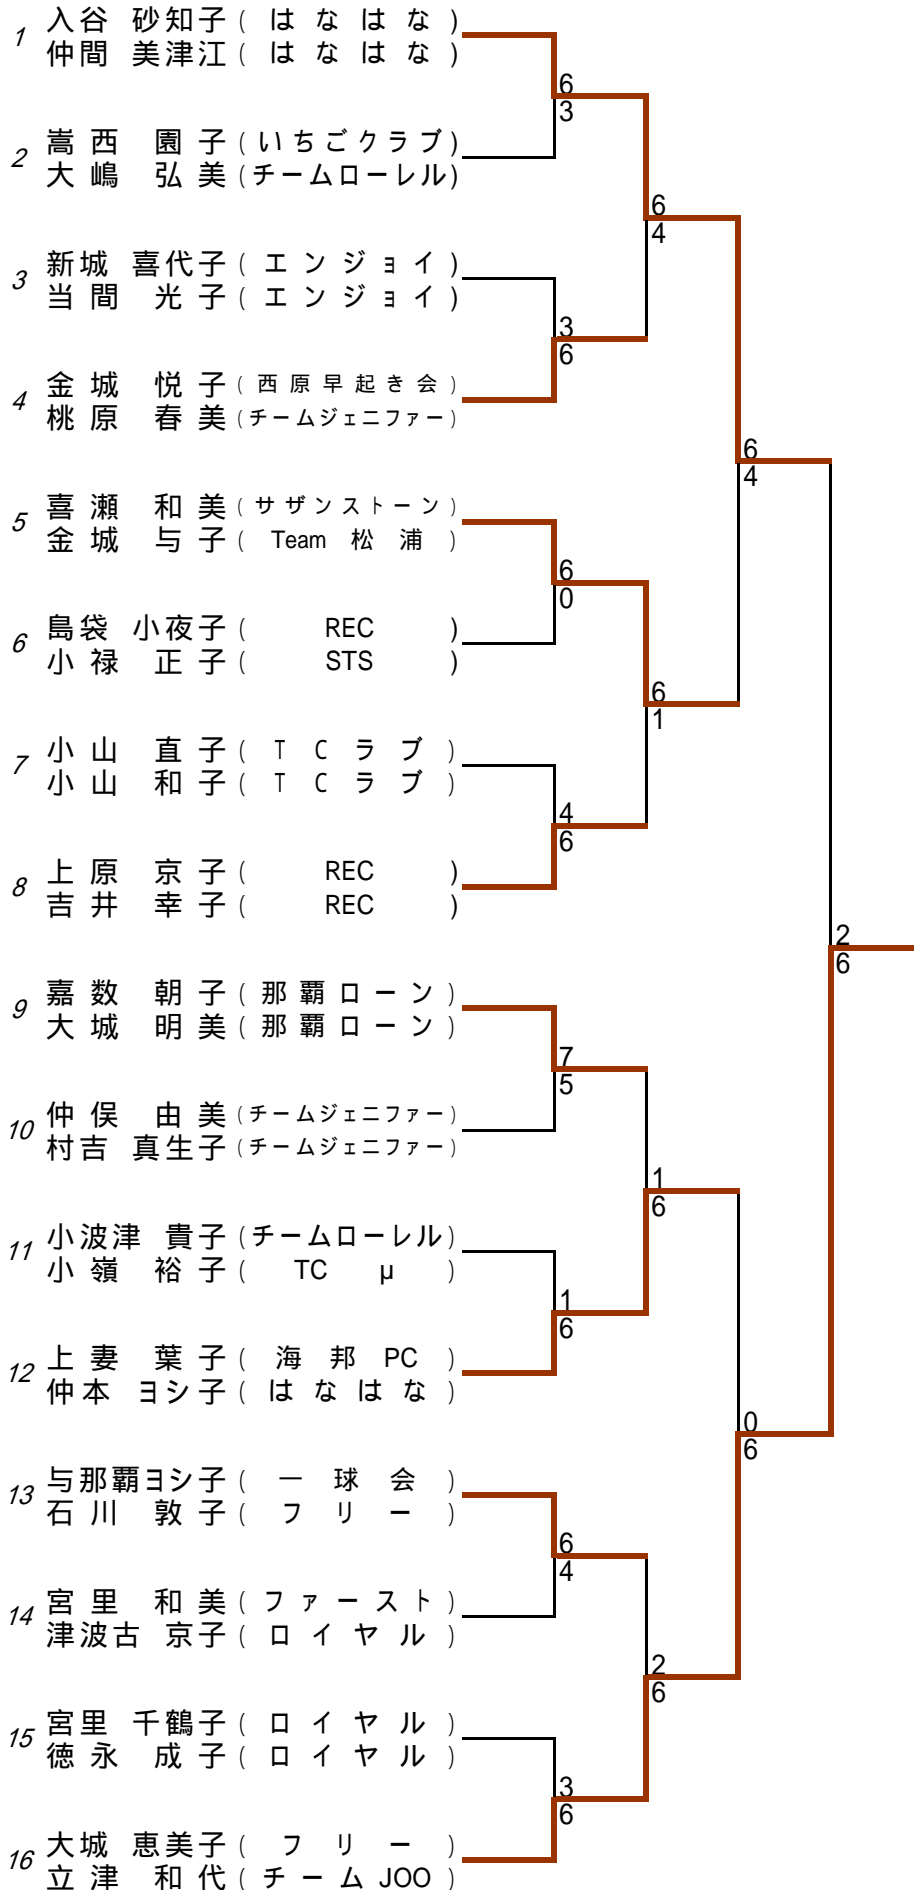 1 入谷 砂知子 ( はなはな )
仲間 美津江 ( はなはな )
6
3
2 嵩西 園子 (いちごクラブ)
大嶋 弘美 (チームローレル)
6
4
3 新城 喜代子 ( エンジョイ )
当間 光子 ( エンジョイ )
3
6
4 金城 悦子 ( 西原早起き会 )
桃原 春美 (チームジェニファー)
6
4
5 喜瀬 和美 (サザンストーン)
金城 与子 ( Team 松浦 )
6
0
6 島袋 小夜子 ( REC )
小禄 正子 ( STS )
6
1
7 小山 直子 ( TCラブ )
小山 和子 ( TCラブ )
4
6
8 上原 京子 ( REC )
吉井 幸子 ( REC )
2
6
9 嘉数 朝子 ( 那覇ローン )
大城 明美 ( 那覇ローン )
7
5
10 仲俣 由美 (チームジェニファー)
村吉 真生子 (チームジェニファー)
1
6
11 小波津 貴子 (チームローレル)
小嶺 裕子 ( TC μ )
1
6
12 上妻 葉子 ( 海邦 PC )
仲本 ヨシ子 ( はなはな )
0
6
13 与那覇ヨシ子 ( 一球会 )
石川 敦子 ( フリー )
6
4
14 宮里 和美 ( ファースト )
津波古 京子 ( ロイヤル )
2
6
15 宮里 千鶴子 ( ロイヤル )
徳永 成子 ( ロイヤル )
3
6
16 大城 恵美子 ( フリー )
立津 和代 ( チーム JOO )